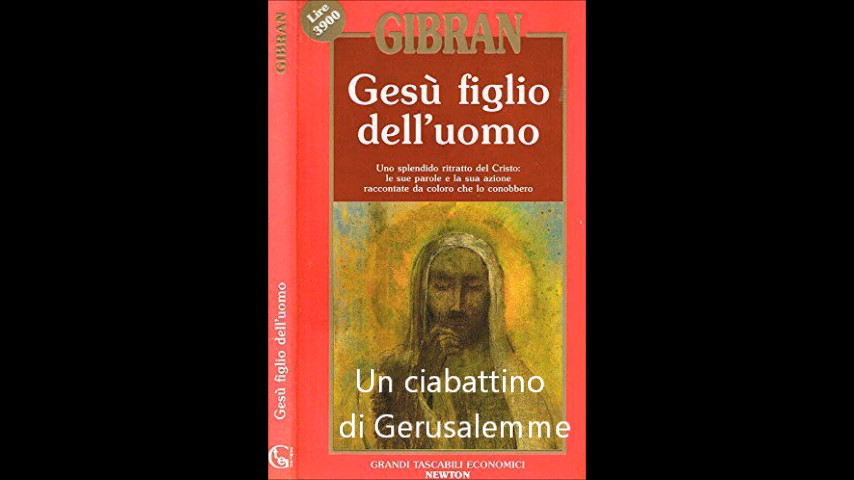 GIBRAN
Lire
3900
GIBRAN
Gesù figlio
dell'uomo
Uno splendido ritratto del Cristo:
le sue parole e la sua azione
raccontate da coloro che lo conobbero
Gesù figlio dell'uomo
Un ciabattino
di Gerusalemme
GRANDI TASCABILI ECONOMICI
NEWTON